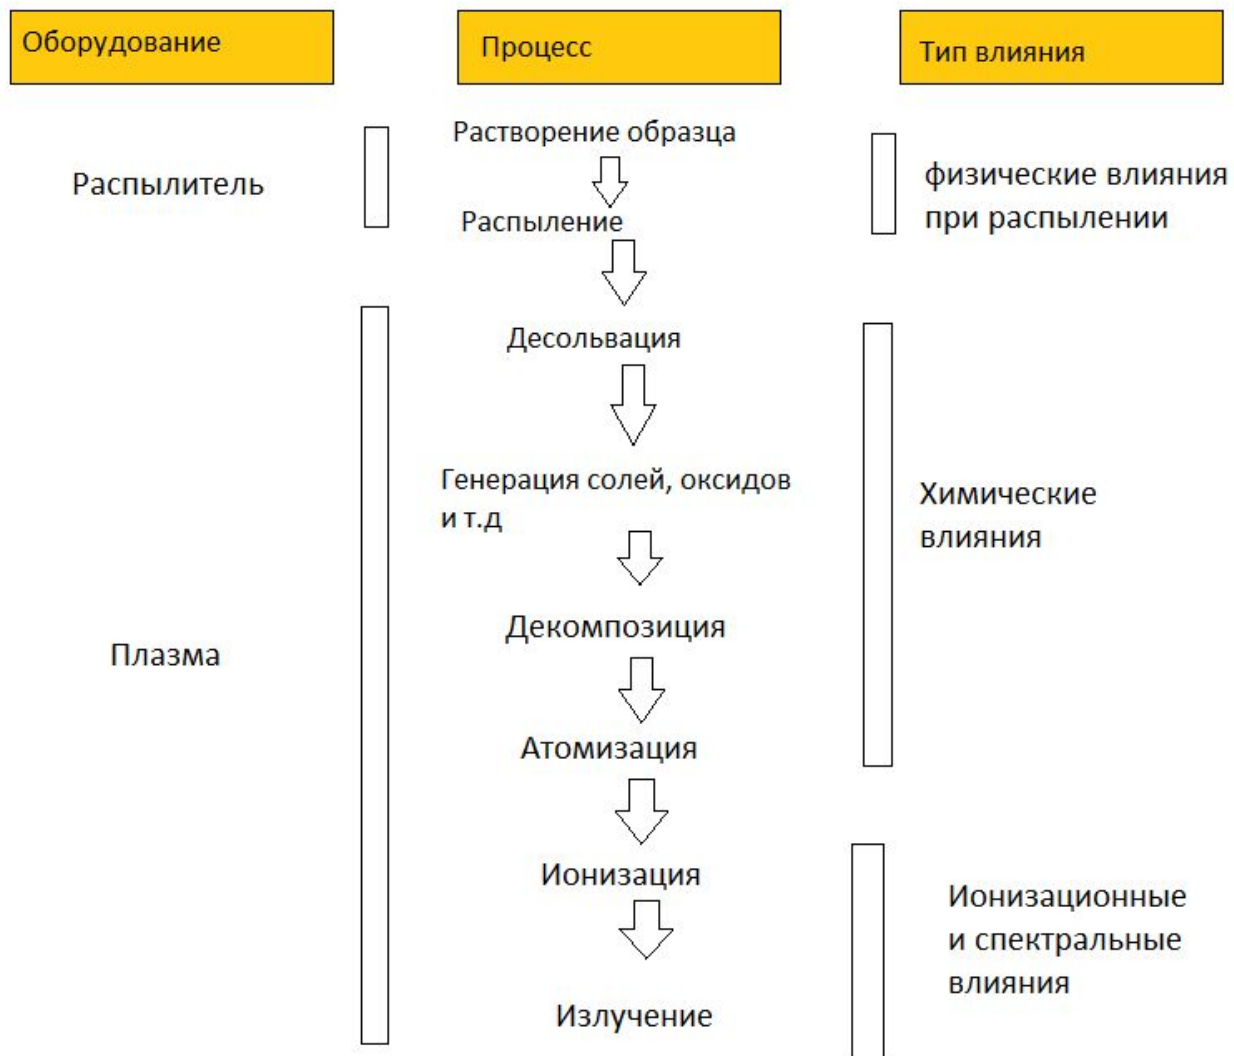 Оборудование
Процесс
Тип влияния
Растворение образца
Распылитель
физические влияния
при распылении
Распыление
Десольвация
Генерация солей, оксидов
и т.д
Химические
влияния
Декомпозиция
Плазма
Атомизация
Ионизация
Ионизационные
и спектральные
влияния
Излучение